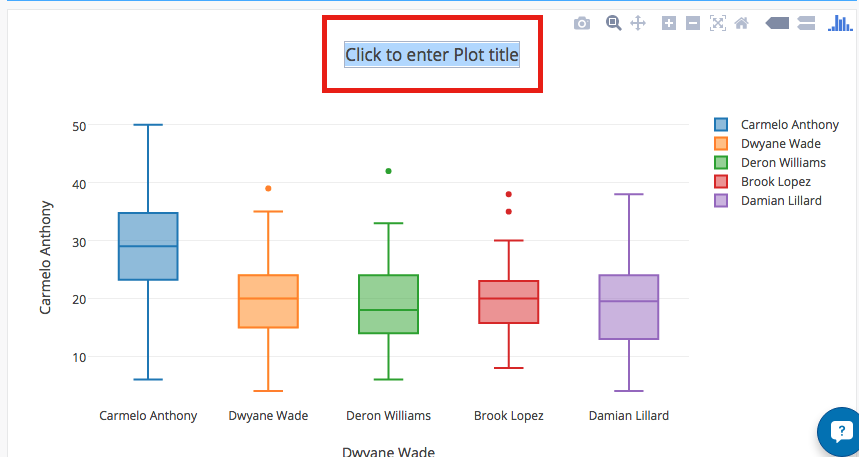 Click to enter Plot title
50
40
30
20
10
Carmelo Anthony
Carmelo Anthony
Dwyane Wade
Deron Williams
Brook Lopez
Damian Lillard
Carmelo Anthony
Dwyane Wade
Deron Williams
Brook Lopez
Damian Lillard
Dwyane Wade
?